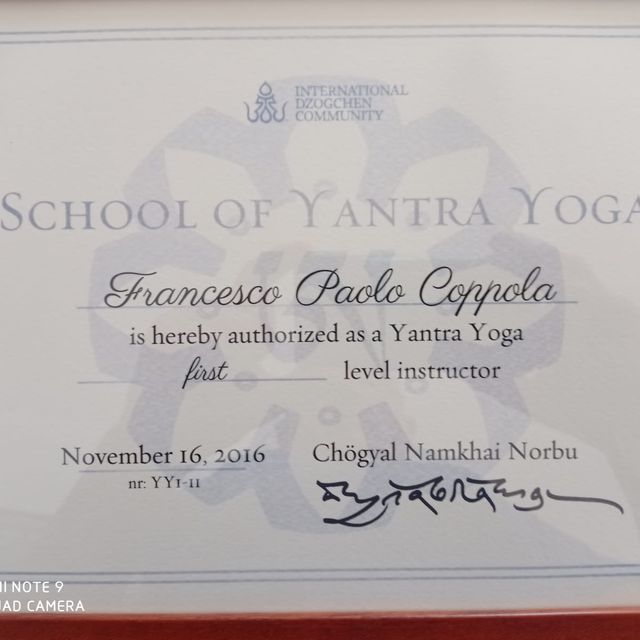 INTERNATIONAL
DZOGCHEN
COMMUNITY
SCHOOL OF YANTRA YOGA
Francesco Paolo Coppola
is hereby authorized as a Yantra Yoga
first level instructor
November 16, 2016 Chögyal Namkhai Norbu
nr: YY1-11
NOTE 9
CAMERA